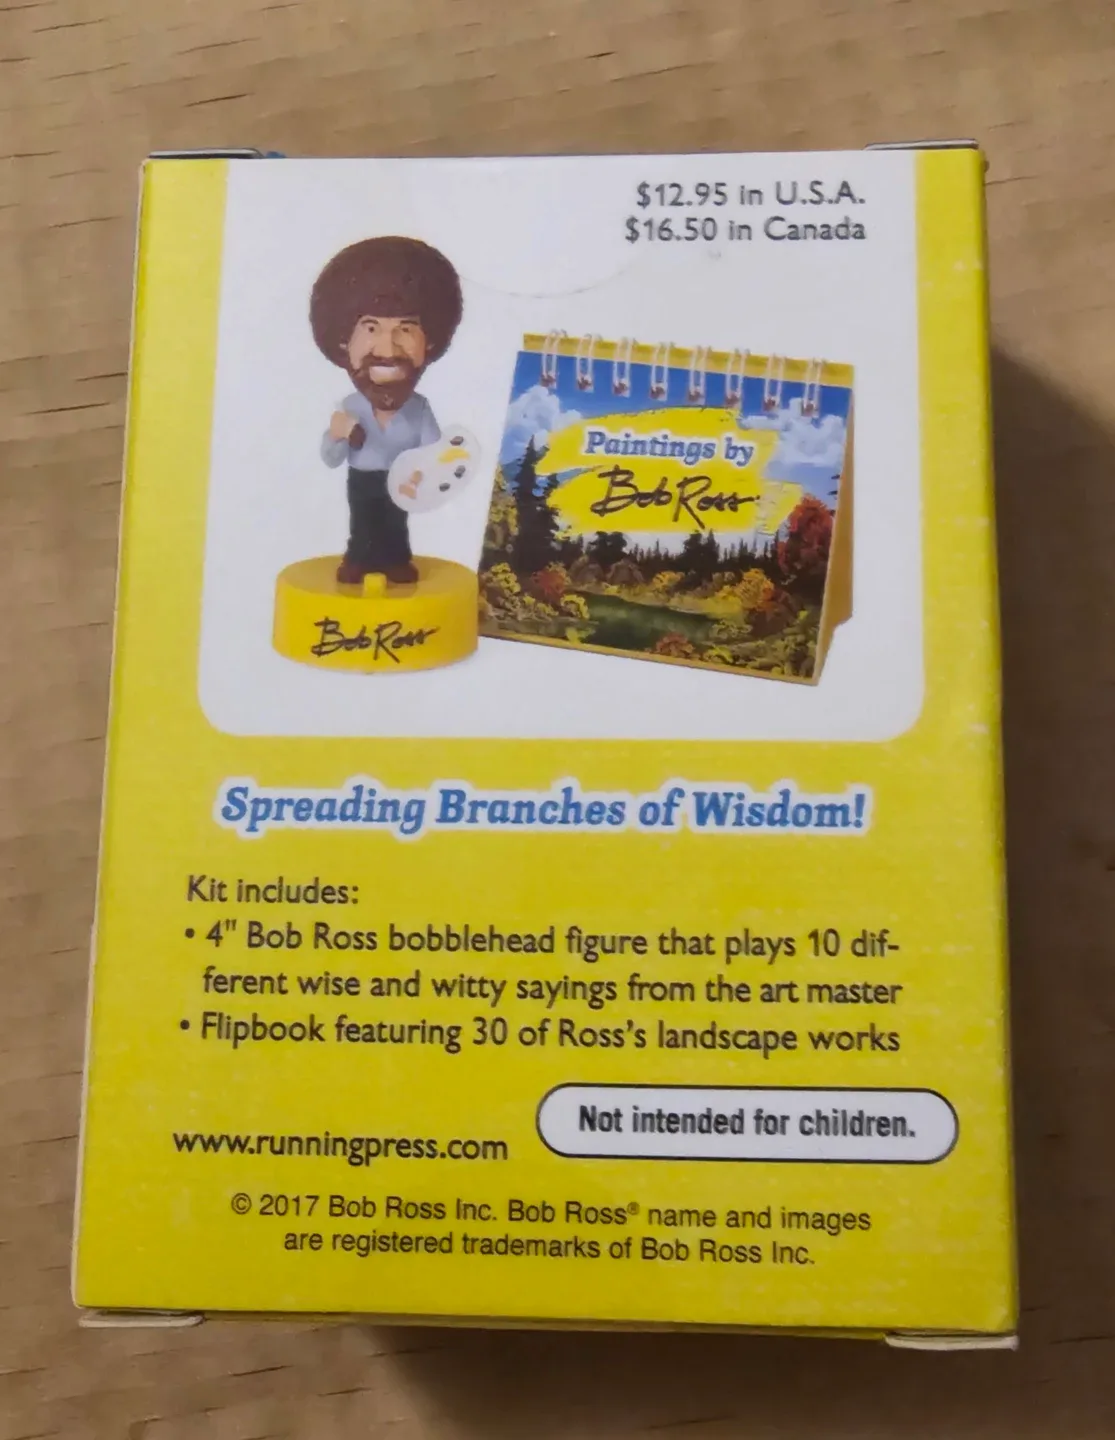 $12.95 in U.S.A.
$16.50 in Canada
Paintings by
Bob Ross
Bob Ross
Spreading Branches of Wisdom!
Kit includes:
• 4" Bob Ross bobblehead figure that plays 10 dif-
ferent wise and witty sayings from the art master
• Flipbook featuring 30 of Ross's landscape works
Not intended for children.
www.runningpress.com
© 2017 Bob Ross Inc. Bob Ross® name and images
are registered trademarks of Bob Ross Inc.